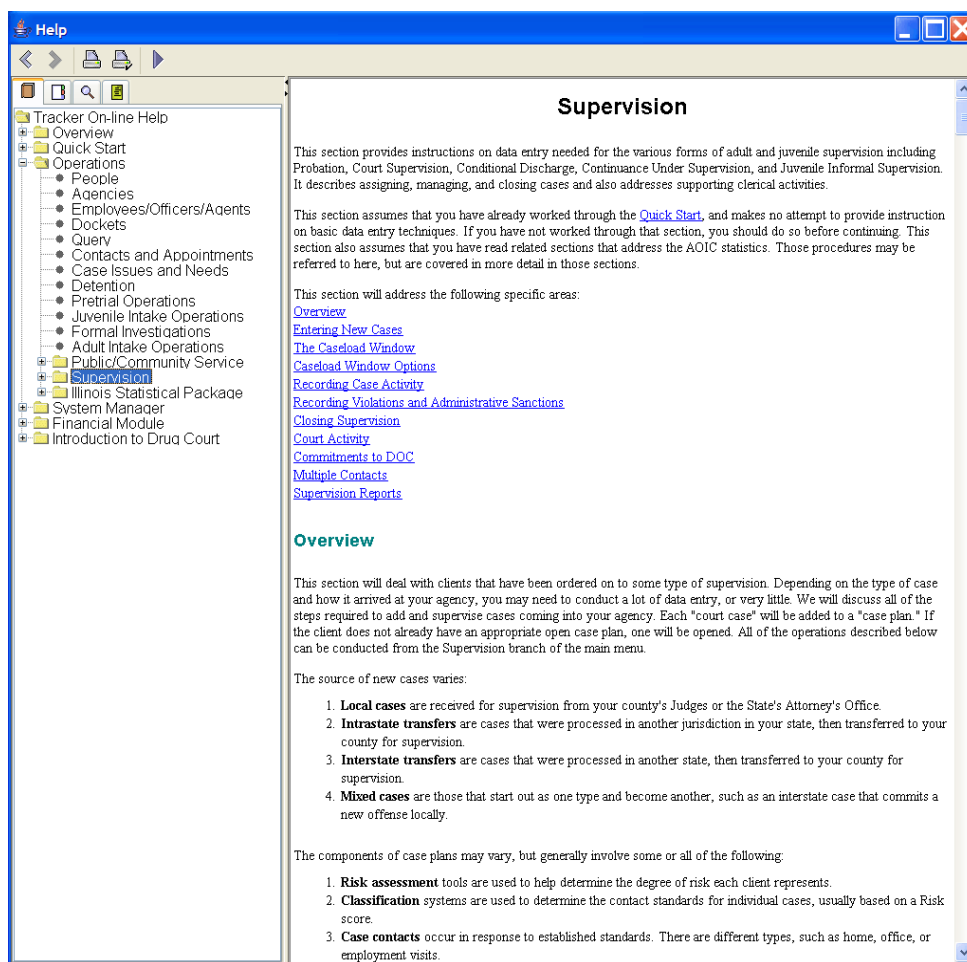 Help
Tracker On-line Help
Overview
Quick Start
Operations
People
Agencies
Employees/Officers/Agents
Dockets
Query
Contacts and Appointments
Case Issues and Needs
Detention
Pretrial Operations
Juvenile Intake Operations
Formal Investigations
Adult Intake Operations
Public/Community Service
Supervision
Illinois Statistical Package
System Manager
Financial Module
Introduction to Drug Court
Supervision
This section provides instructions on data entry needed for the various forms of adult and juvenile supervision including
Probation, Court Supervision, Conditional Discharge, Continuance Under Supervision, and Juvenile Informal Supervision.
It describes assigning, managing, and closing cases and also addresses supporting clerical activities.
This section assumes that you have already worked through the Quick Start, and makes no attempt to provide instruction
on basic data entry techniques. If you have not worked through that section, you should do so before continuing. This
section also assumes that you have read related sections that address the AOIC statistics. Those procedures may be
referred to here, but are covered in more detail in those sections.
This section will address the following specific areas:
Overview
Entering New Cases
The Caseload Window
Caseload Window Options
Recording Case Activity
Recording Violations and Administrative Sanctions
Closing Supervision
Court Activity
Commitments to DOC
Multiple Contacts
Supervision Reports
Overview
This section will deal with clients that have been ordered on to some type of supervision. Depending on the type of case
and how it arrived at your agency, you may need to conduct a lot of data entry, or very little. We will discuss all of the
steps required to add and supervise cases coming into your agency. Each "court case" will be added to a "case plan." If
the client does not already have an appropriate open case plan, one will be opened. All of the operations described below
can be conducted from the Supervision branch of the main menu.
The source of new cases varies:
1. Local cases are received for supervision from your county's Judges or the State's Attorney's Office.
2. Intrastate transfers are cases that were processed in another jurisdiction in your state, then transferred to your
county for supervision.
3. Interstate transfers are cases that were processed in another state, then transferred to your county for
supervision.
4. Mixed cases are those that start out as one type and become another, such as an interstate case that commits a
new offense locally.
The components of case plans may vary, but generally involve some or all of the following:
1. Risk assessment tools are used to help determine the degree of risk each client represents.
2. Classification systems are used to determine the contact standards for individual cases, usually based on a Risk
score.
3. Case contacts occur in response to established standards. There are different types, such as home, office, or
employment visits.